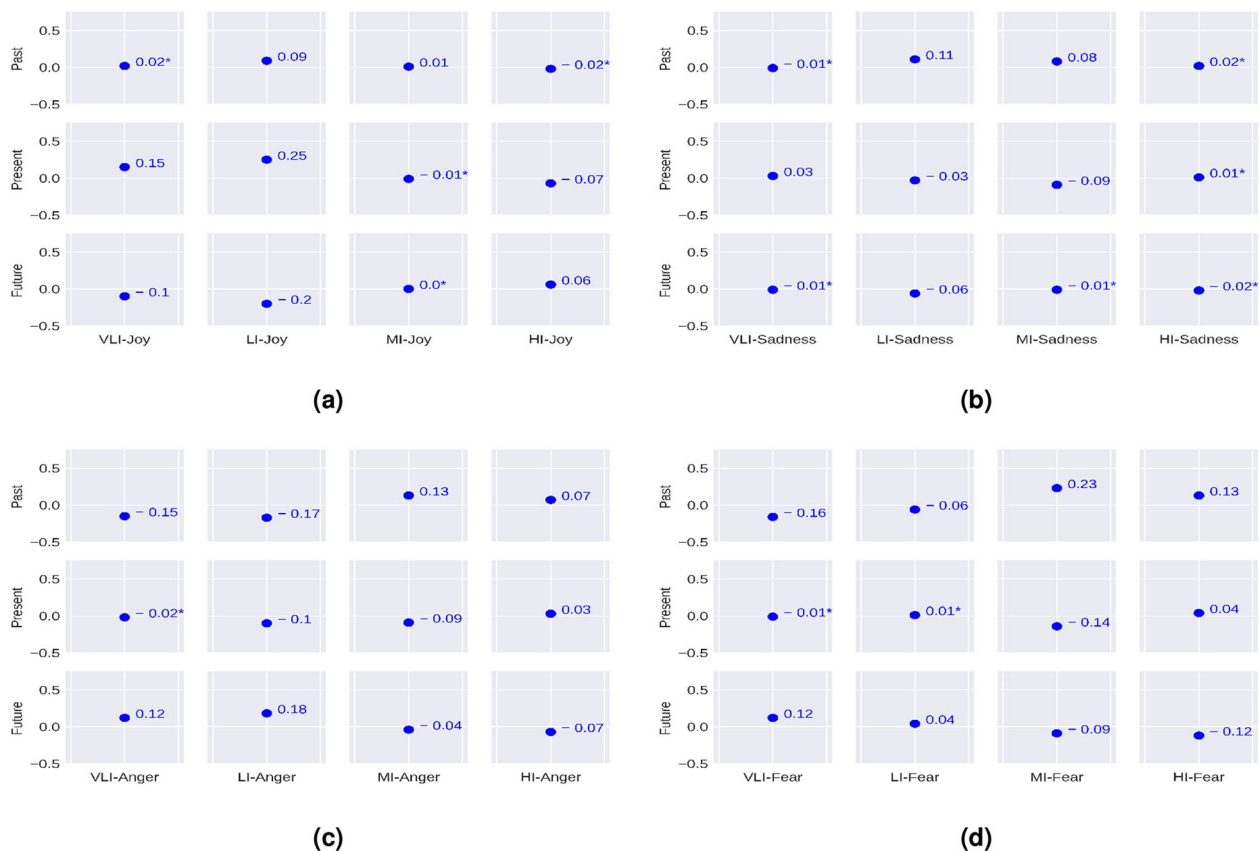 0.5
Past 0.0 0.02* 0.09 0.01 − 0.02*
−0.5
0.5
Present 0.0 0.15 0.25 − 0.01* − 0.07
−0.5
0.5
Future 0.0 − 0.1 − 0.2 0.0* 0.06
−0.5
VLI-Joy LI-Joy MI-Joy HI-Joy
(a)
0.5
Past 0.0 − 0.01* 0.11 0.08 0.02*
−0.5
0.5
Present 0.0 0.03 − 0.03 − 0.09 0.01*
−0.5
0.5
Future 0.0 − 0.01* − 0.06 − 0.01* − 0.02*
−0.5
VLI-Sadness LI-Sadness MI-Sadness HI-Sadness
(b)
0.5
Past 0.0 − 0.15 − 0.17 0.13 0.07
−0.5
0.5
Present 0.0 − 0.02* − 0.1 − 0.09 0.03
−0.5
0.5
Future 0.0 0.12 0.18 − 0.04 − 0.07
−0.5
VLI-Anger LI-Anger MI-Anger HI-Anger
(c)
0.5
Past 0.0 − 0.16 − 0.06 0.23 0.13
−0.5
0.5
Present 0.0 − 0.01* 0.01* − 0.14 0.04
−0.5
0.5
Future 0.0 0.12 0.04 − 0.09 − 0.12
−0.5
VLI-Fear LI-Fear MI-Fear HI-Fear
(d)